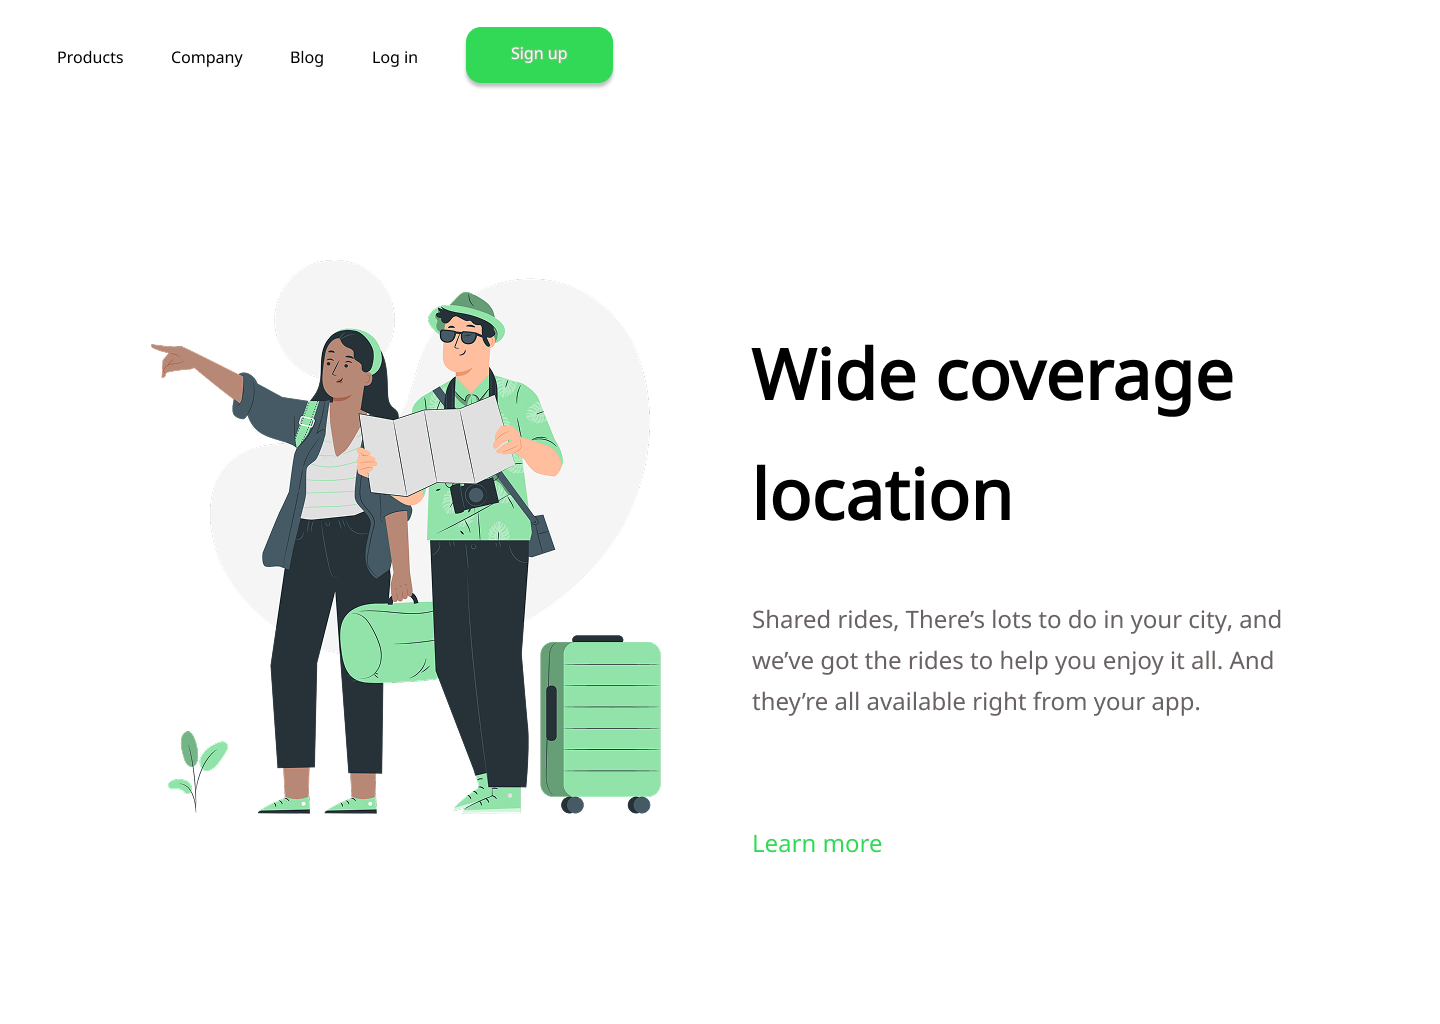 Products Company Blog Log in Sign up
Wide coverage
location
Shared rides, There’s lots to do in your city, and
we’ve got the rides to help you enjoy it all. And
they’re all available right from your app.
Learn more